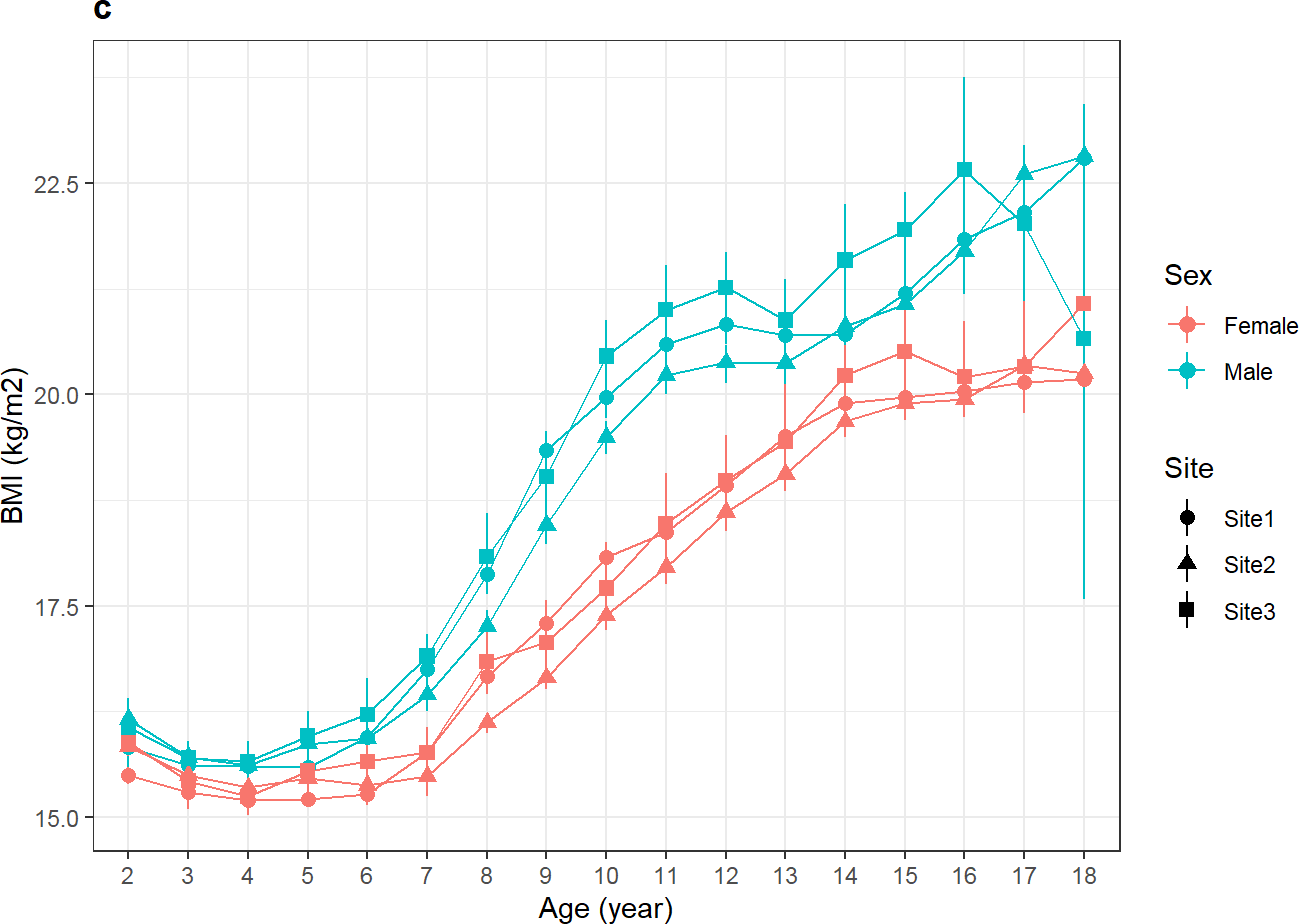 c
BMI (kg/m2)
22.5
20.0
17.5
15.0
2 3 4 5 6 7 8 9 10 11 12 13 14 15 16 17 18
Age (year)
Sex
Female
Male
Site
Site1
Site2
Site3